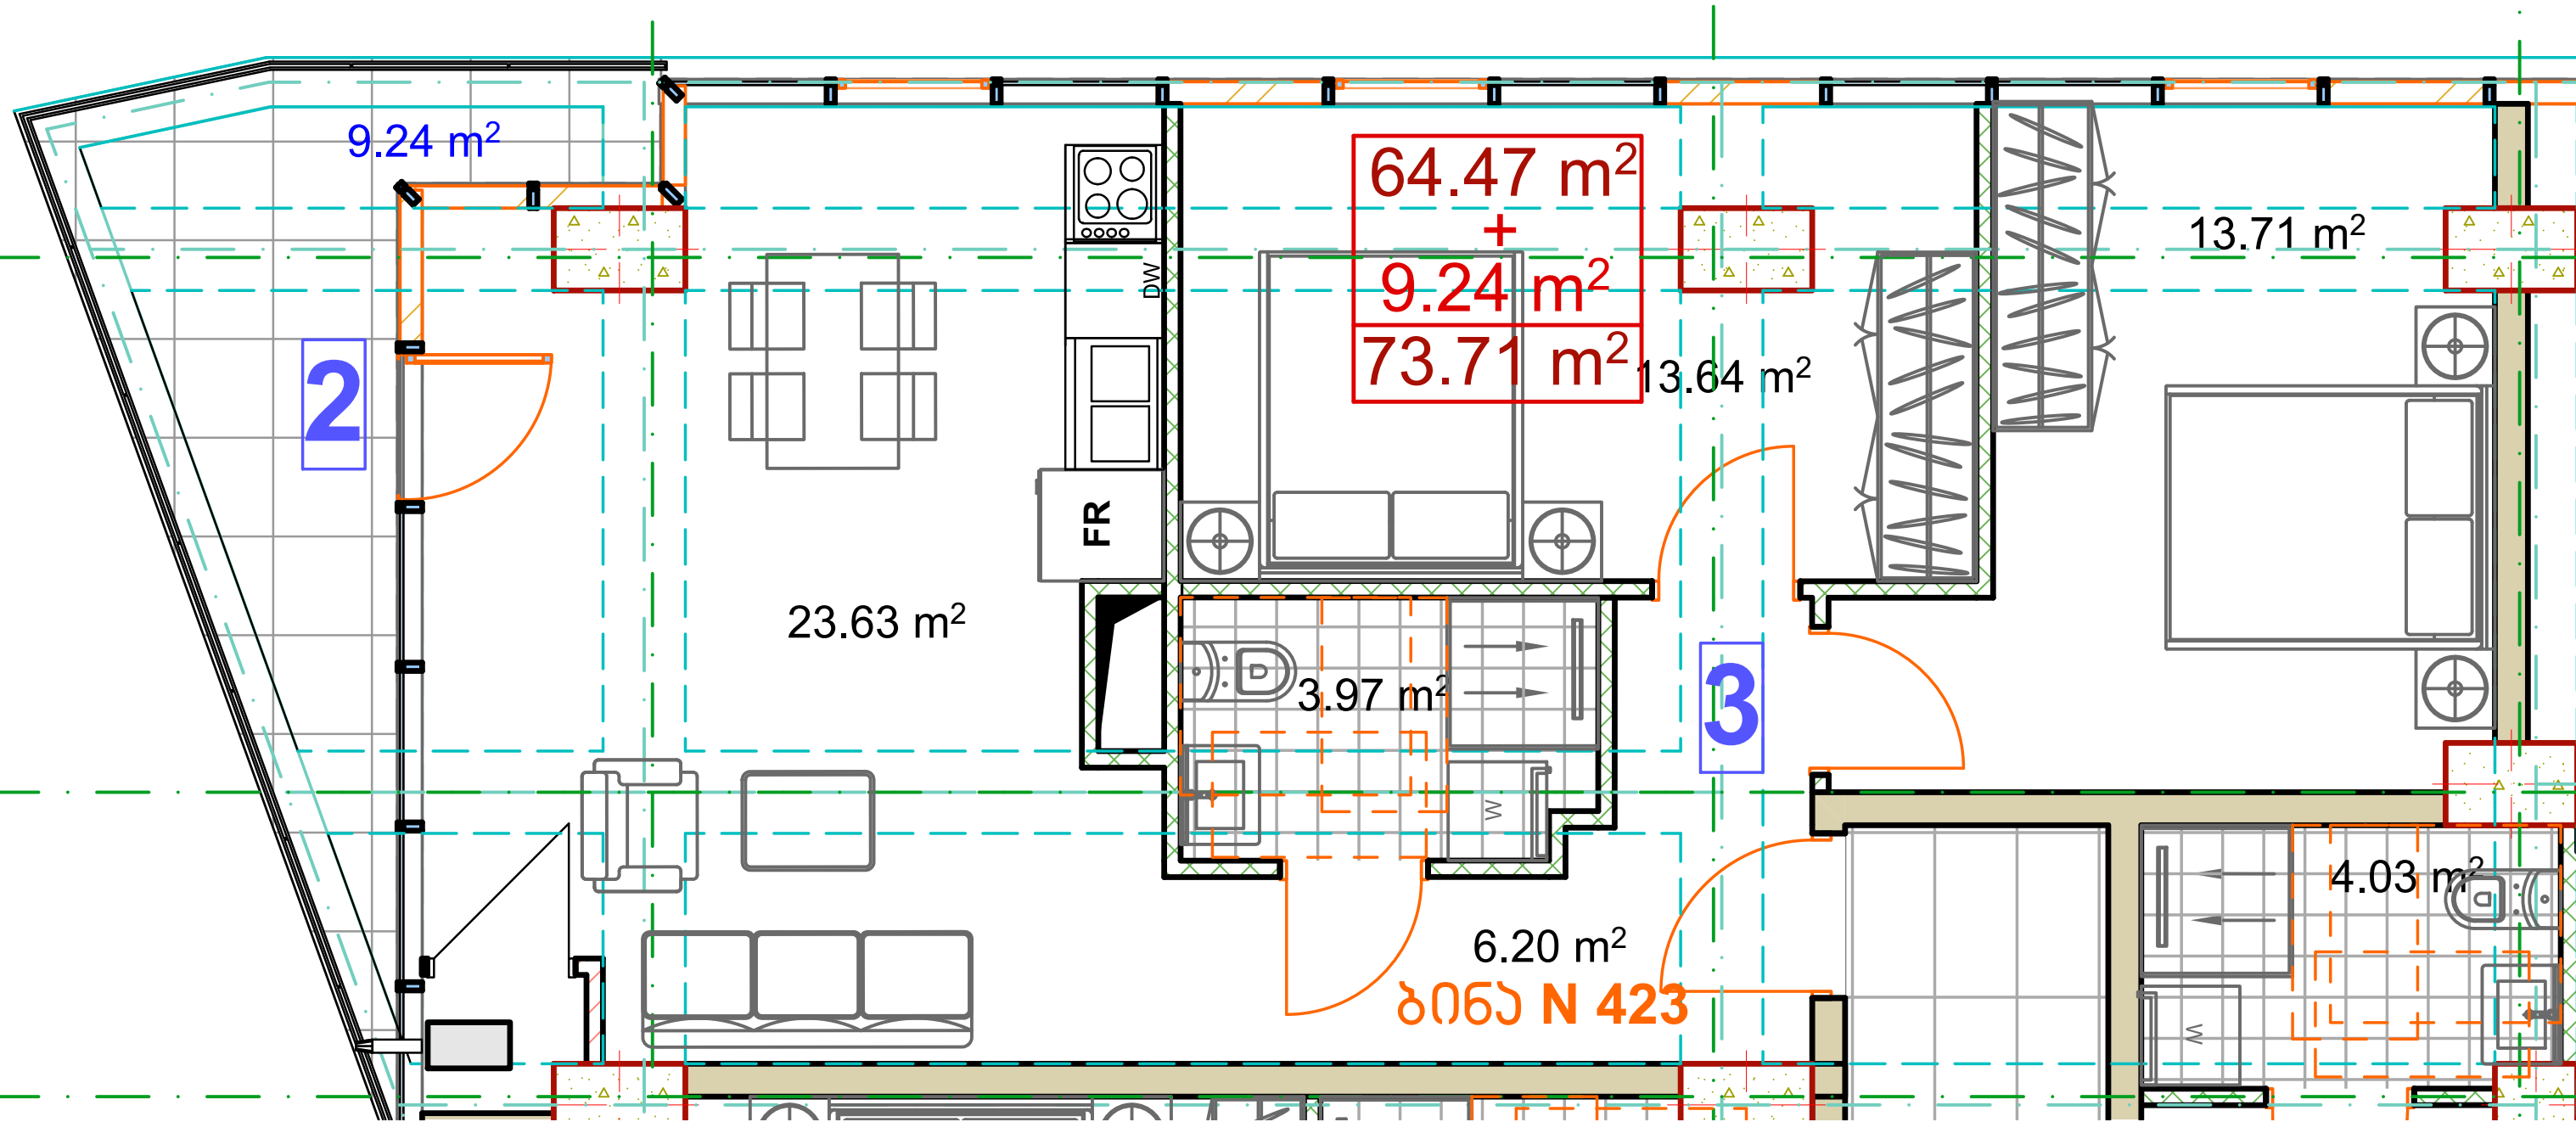 9.24 m²
64.47 m²
+
9.24 m²
73.71 m²
13.71 m²
DW
2
13.64 m²
FR
23.63 m²
3.97 m²
3
W
4.03 m²
6.20 m²
ბინა N 423
W